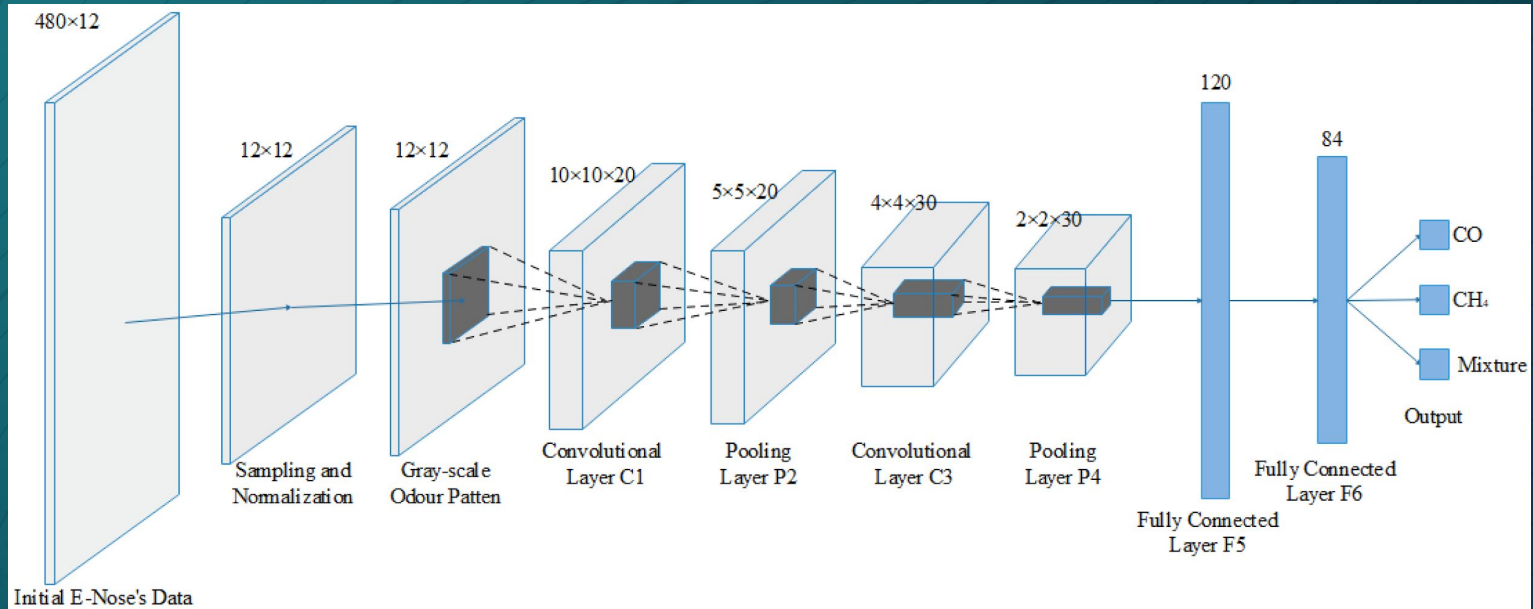 480×12
12×12
12×12
10×10×20
5×5×20
4×4×30
2×2×30
120
84
CO
CH₄
Mixture
Output
Initial E-Nose's Data
Sampling and
Normalization
Gray-scale
Odour Patten
Convolutional
Layer C1
Pooling
Layer P2
Convolutional
Layer C3
Pooling
Layer P4
Fully Connected
Layer F5
Fully Connected
Layer F6